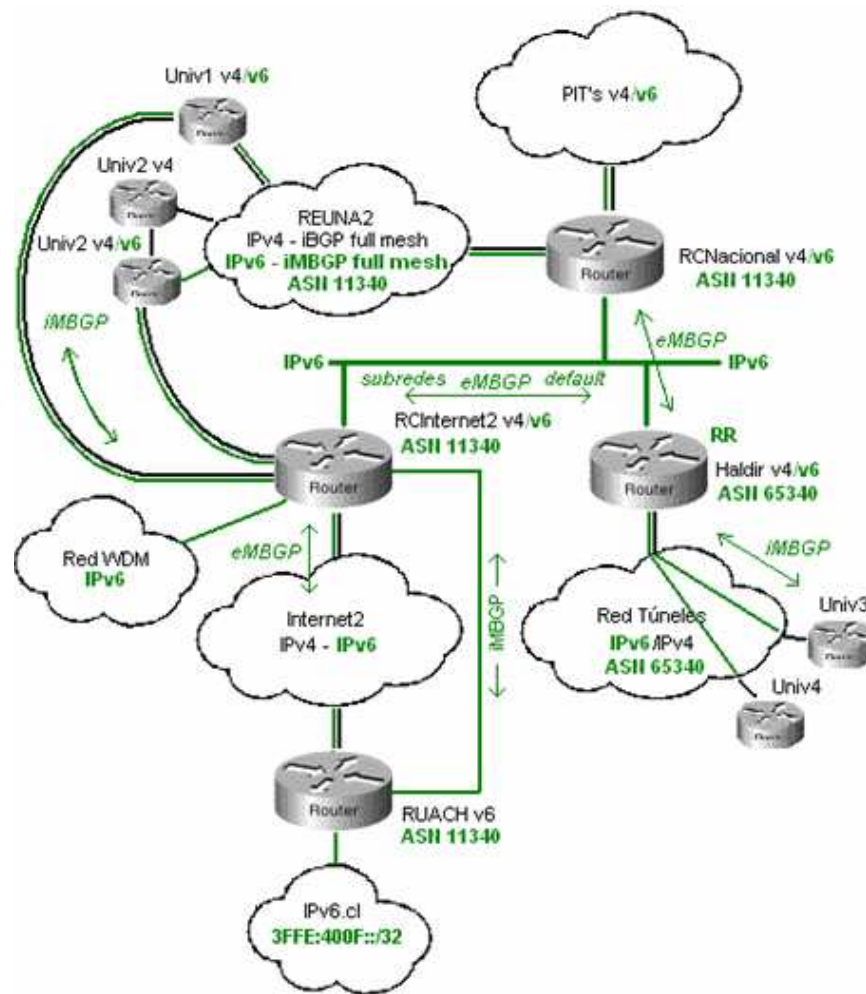 Univ1 v4/v6
PIT's v4/v6
Univ2 v4
Univ2 v4/v6
REUNA2
IPv4 - iBGP full mesh
IPv6 - iMBGP full mesh
ASN 11340
Router
RCNacional v4/v6
ASN 11340
iMBGP
eMBGP
IPv6
IPv6
subredes eMBGP default
RCInternet2 v4/v6
ASN 11340
Router
RR
Haldir v4/v6
ASN 65340
Router
Red WDM
IPv6
eMBGP
iMBGP
iMBGP
Internet2
IPv4 - IPv6
Red Túneles
IPv6/IPv4
ASN 65340
Univ3
Univ4
Router
RUACH v6
ASN 11340
IPv6.cl
3FFE:400F::/32